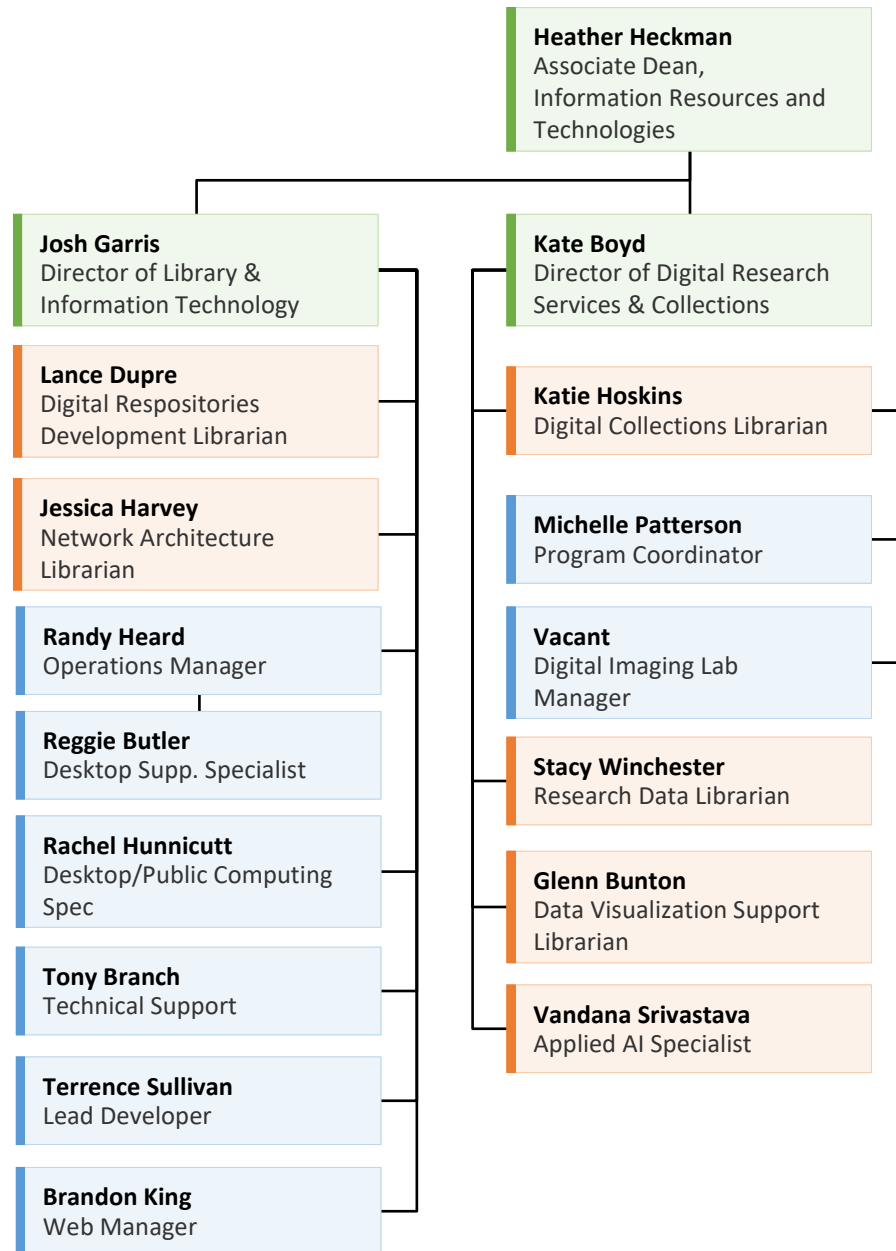 Heather Heckman
Associate Dean,
Information Resources and
Technologies
Josh Garris
Director of Library &
Information Technology
Lance Dupre
Digital Respositories
Development Librarian
Jessica Harvey
Network Architecture
Librarian
Randy Heard
Operations Manager
Reggie Butler
Desktop Supp. Specialist
Rachel Hunnicutt
Desktop/Public Computing
Spec
Tony Branch
Technical Support
Terrence Sullivan
Lead Developer
Brandon King
Web Manager
Kate Boyd
Director of Digital Research
Services & Collections
Katie Hoskins
Digital Collections Librarian
Michelle Patterson
Program Coordinator
Vacant
Digital Imaging Lab
Manager
Stacy Winchester
Research Data Librarian
Glenn Bunton
Data Visualization Support
Librarian
Vandana Srivastava
Applied AI Specialist